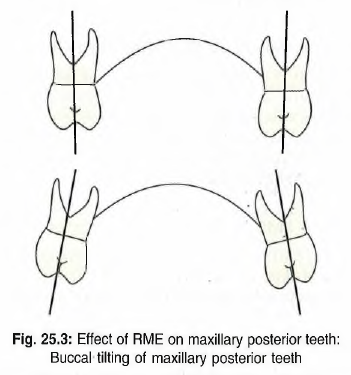 Fig. 25.3: Effect of RME on maxillary posterior teeth:
Buccal tilting of maxillary posterior teeth